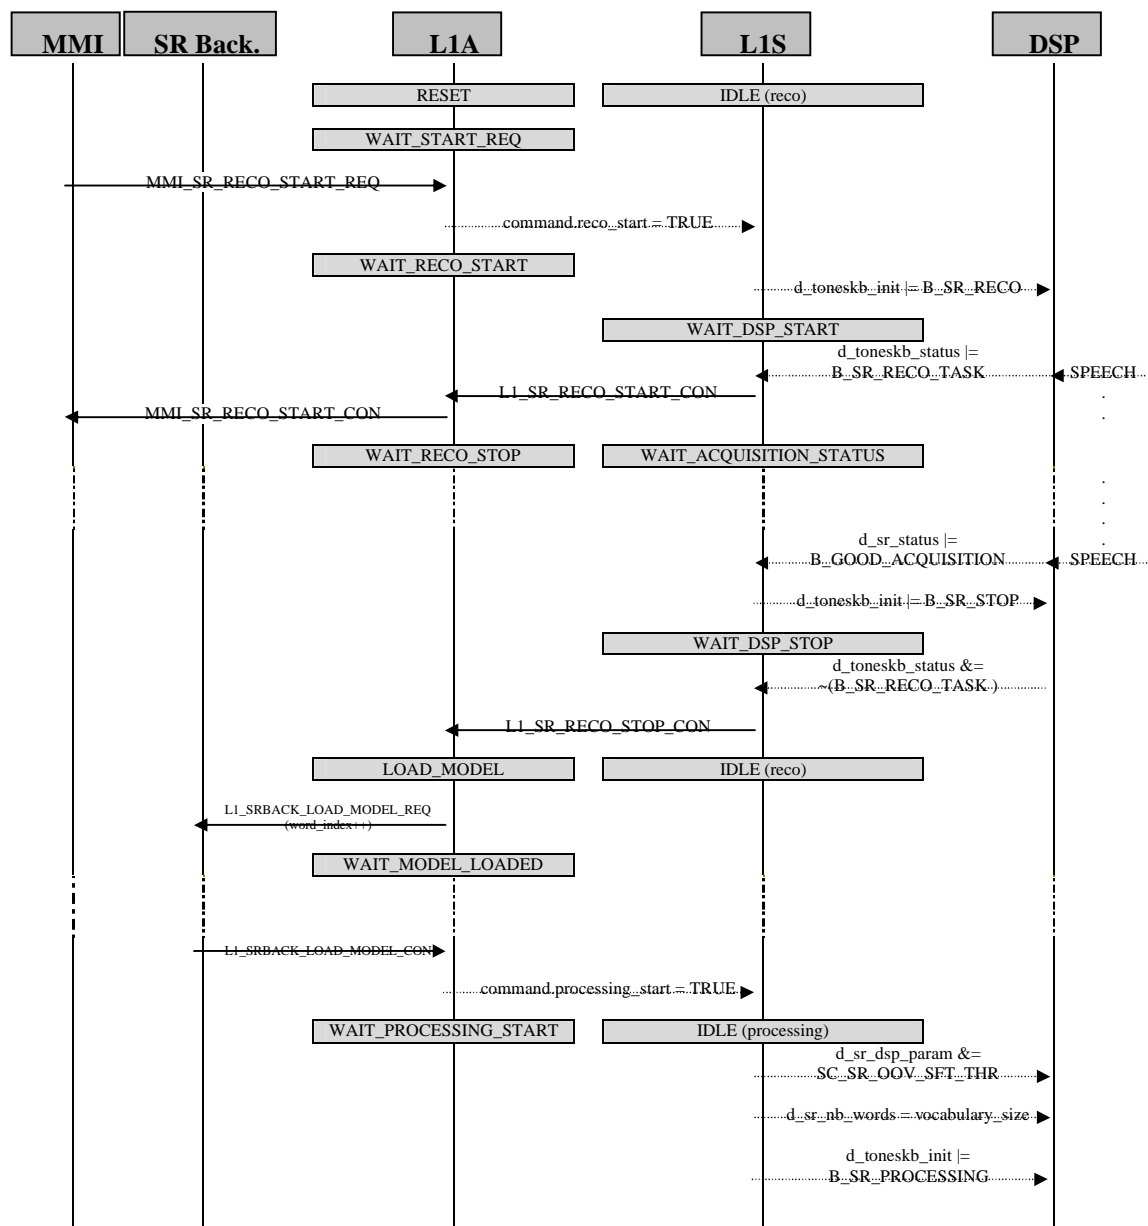 MMI SR Back. L1A L1S DSP
RESET IDLE (reco)
WAIT_START_REQ
MMI_SR_RECO_START_REQ
command.reco_start = TRUE
WAIT_RECO_START
d_toneskb_init |= B_SR_RECO
WAIT_DSP_START
d_toneskb_status |=
B_SR_RECO_TASK SPEECH
L1_SR_RECO_START_CON
MMI_SR_RECO_START_CON
WAIT_RECO_STOP WAIT_ACQUISITION_STATUS
d_sr_status |=
B_GOOD_ACQUISITION SPEECH
d_toneskb_init |= B_SR_STOP
WAIT_DSP_STOP
d_toneskb_status &=
~(B_SR_RECO_TASK )
L1_SR_RECO_STOP_CON
LOAD_MODEL IDLE (reco)
L1_SRBACK_LOAD_MODEL_REQ
(word_index++)
WAIT_MODEL_LOADED
L1_SRBACK_LOAD_MODEL_CON
command.processing_start = TRUE
WAIT_PROCESSING_START IDLE (processing)
d_sr_dsp_param &=
SC_SR_OOV_SFT_THR
d_sr_nb_words = vocabulary_size
d_toneskb_init |=
B_SR_PROCESSING